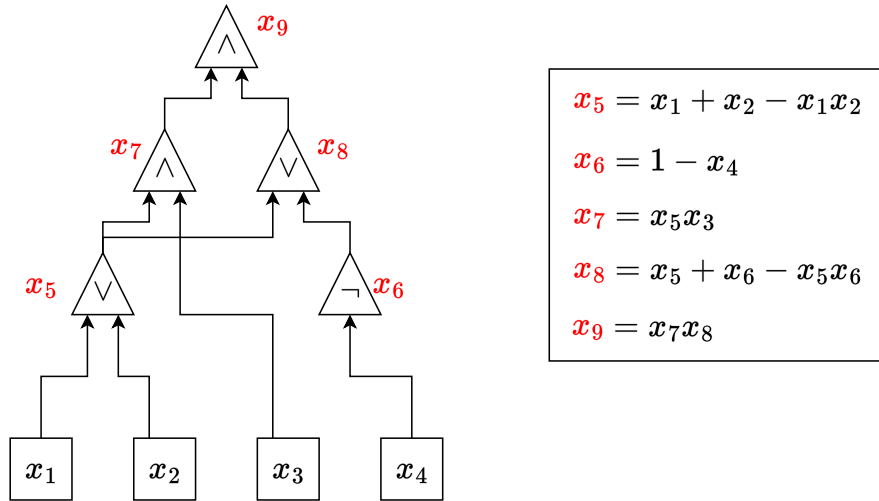 x₉
∧
x₇ x₈
∧ ∨
x₅ x₆
∨ ¬
x₁ x₂ x₃ x₄
x₅ = x₁ + x₂ − x₁x₂
x₆ = 1 − x₄
x₇ = x₅x₃
x₈ = x₅ + x₆ − x₅x₆
x₉ = x₇x₈